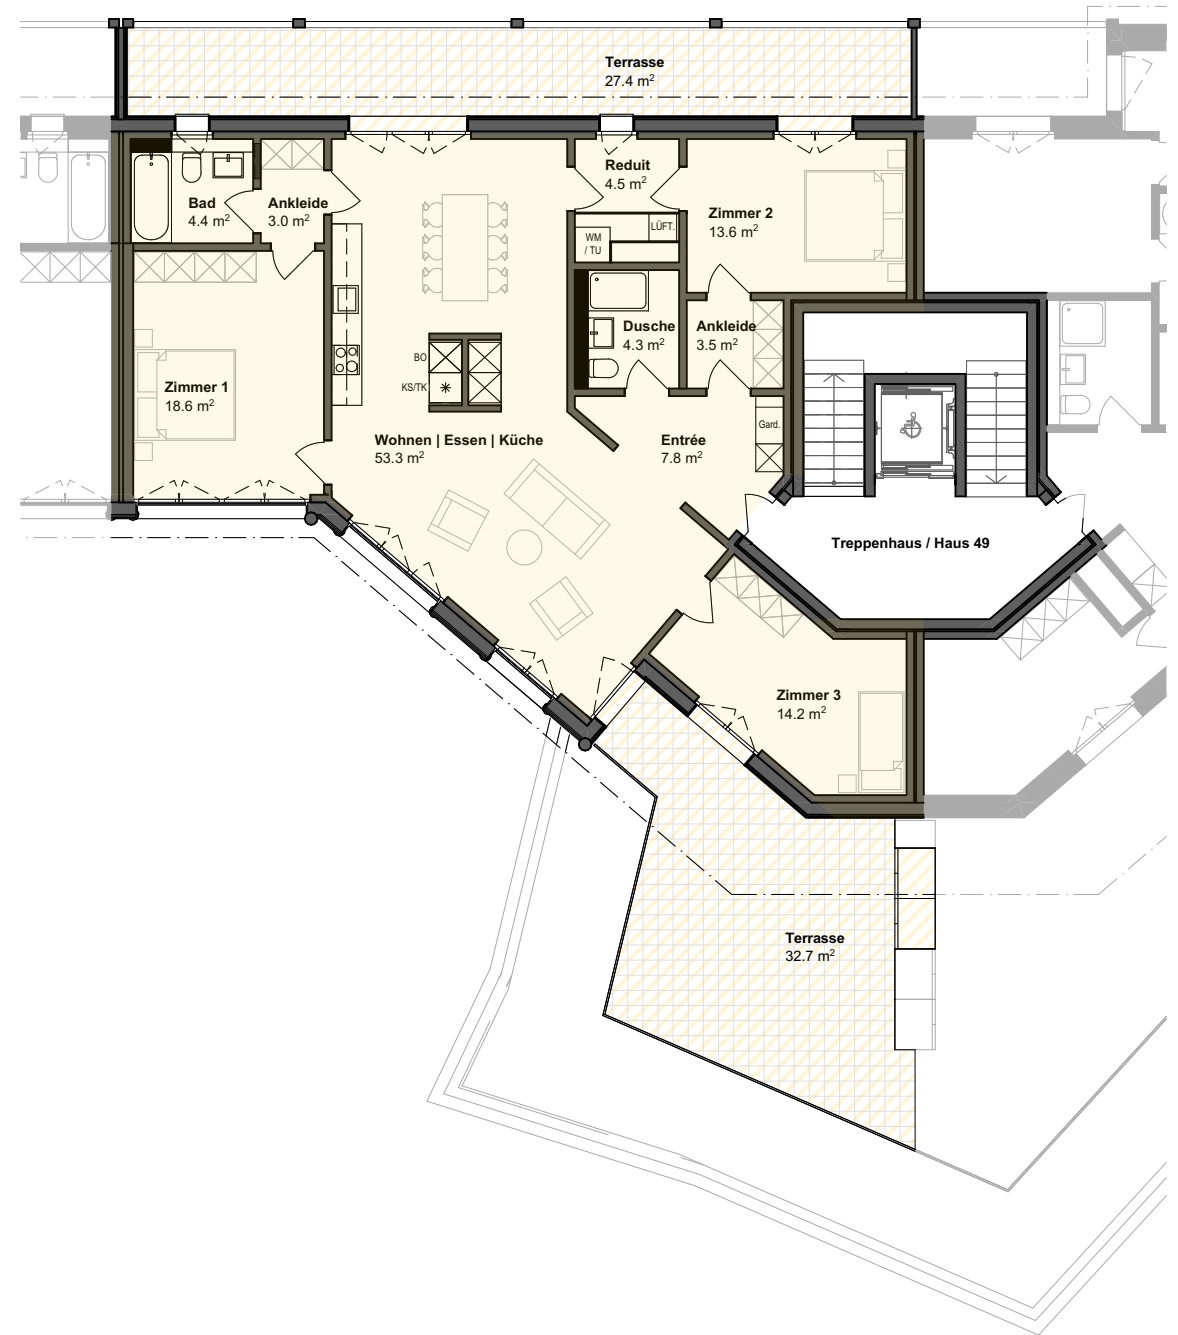 Terrasse
27.4 m²
Reduit
4.5 m²
Bad
4.4 m²
Ankleide
3.0 m²
Zimmer 2
13.6 m²
LÜFT.
WM
/ TU
Dusche
4.3 m²
Ankleide
3.5 m²
BO
KS/TK
Zimmer 1
18.6 m²
Wohnen | Essen | Küche
53.3 m²
Entrée
7.8 m²
Gard.
Treppenhaus / Haus 49
Zimmer 3
14.2 m²
Terrasse
32.7 m²